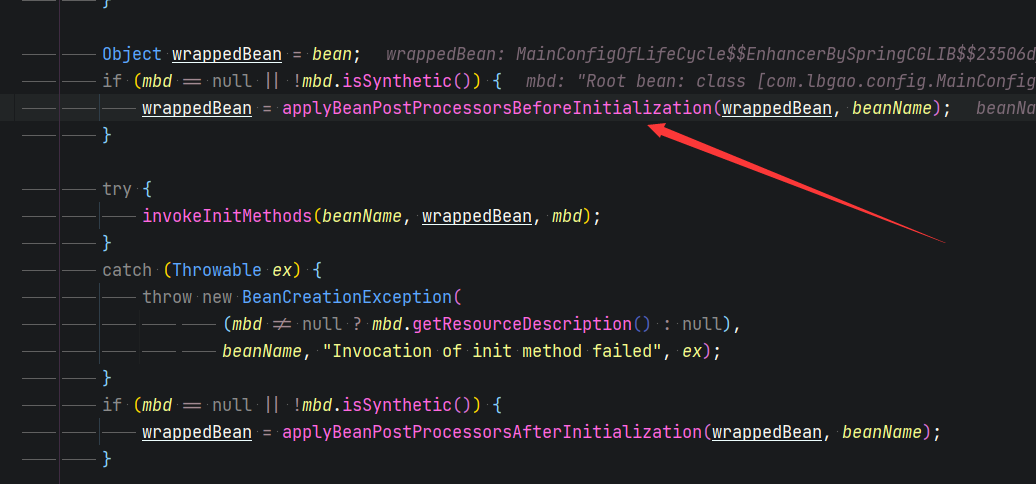 }
Object wrappedBean = bean; wrappedBean: MainConfigOfLifeCycle$$EnhancerBySpringCGLIB$$23506d
if (mbd == null || !mbd.isSynthetic()) { mbd: "Root bean: class [com.lbgao.config.MainConfig
wrappedBean = applyBeanPostProcessorsBeforeInitialization(wrappedBean, beanName); beanNa
}
try {
invokeInitMethods(beanName, wrappedBean, mbd);
}
catch (Throwable ex) {
throw new BeanCreationException(
(mbd != null ? mbd.getResourceDescription() : null),
beanName, "Invocation of init method failed", ex);
}
if (mbd == null || !mbd.isSynthetic()) {
wrappedBean = applyBeanPostProcessorsAfterInitialization(wrappedBean, beanName);
}